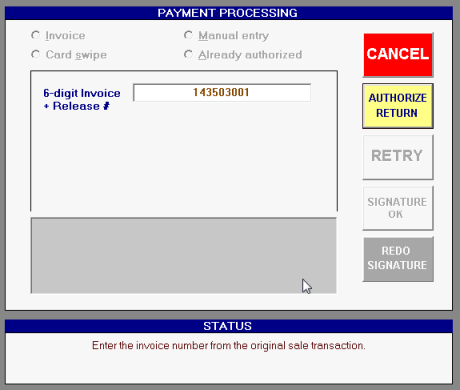 PAYMENT PROCESSING
Invoice
Manual entry
Card swipe
Already authorized
CANCEL
6-digit Invoice
+ Release #
143503001
AUTHORIZE
RETURN
RETRY
SIGNATURE
OK
REDO
SIGNATURE
STATUS
Enter the invoice number from the original sale transaction.